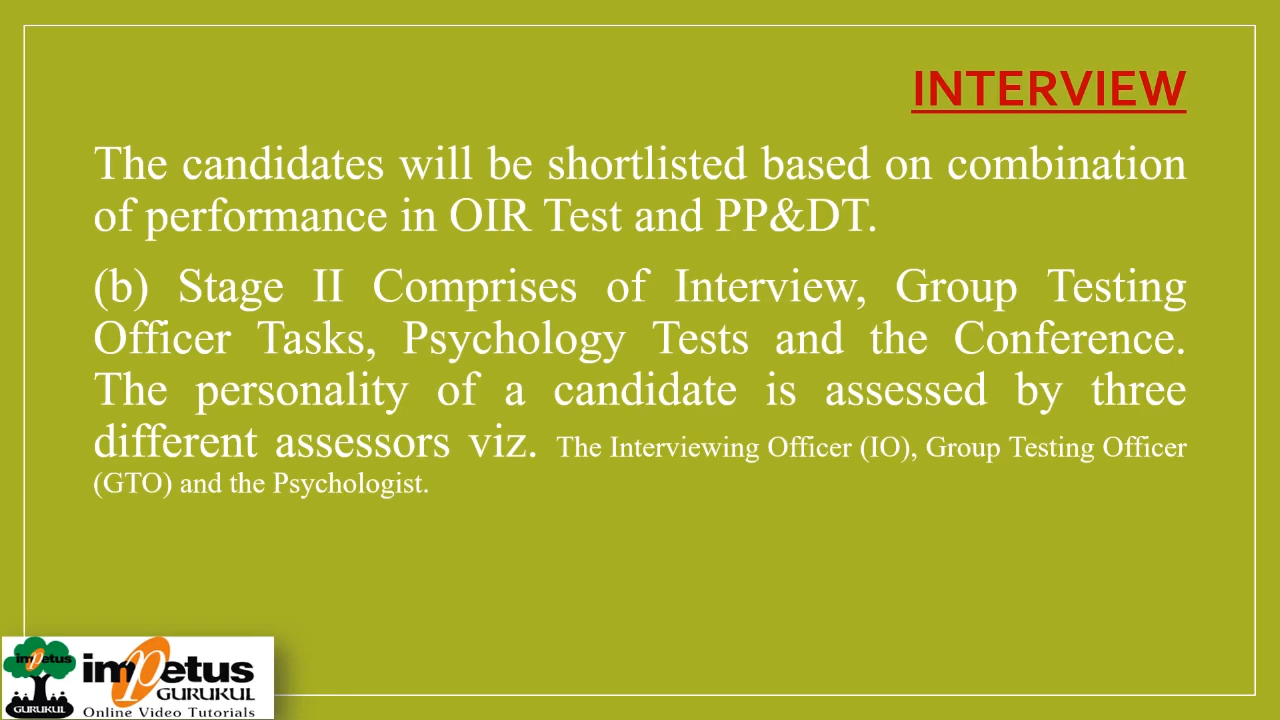 INTERVIEW
The candidates will be shortlisted based on combination
of performance in OIR Test and PP&DT.
(b) Stage II Comprises of Interview, Group Testing
Officer Tasks, Psychology Tests and the Conference.
The personality of a candidate is assessed by three
different assessors viz. The Interviewing Officer (IO), Group Testing Officer
(GTO) and the Psychologist.
impetus
GURUKUL
impetus
GURUKUL
Online Video Tutorials